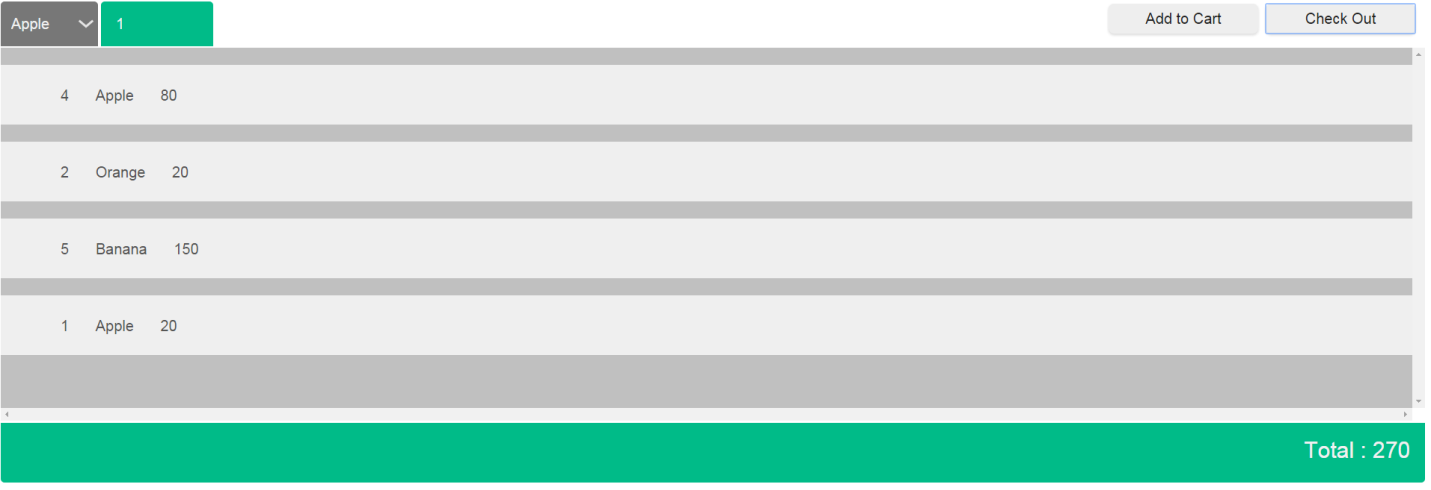 Apple 1 Add to Cart Check Out
4 Apple 80
2 Orange 20
5 Banana 150
1 Apple 20
Total : 270